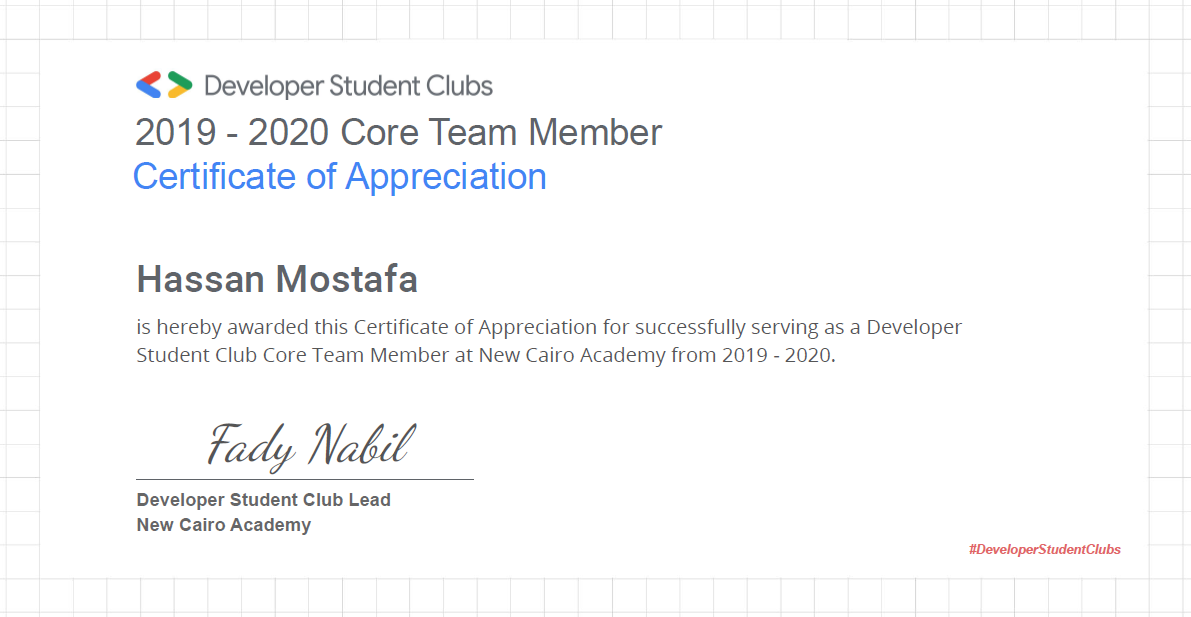 Developer Student Clubs
2019 - 2020 Core Team Member
Certificate of Appreciation
Hassan Mostafa
is hereby awarded this Certificate of Appreciation for successfully serving as a Developer
Student Club Core Team Member at New Cairo Academy from 2019 - 2020.
Fady Nabil
Developer Student Club Lead
New Cairo Academy
#DeveloperStudentClubs